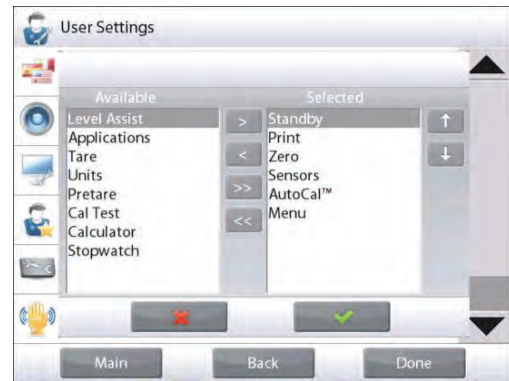 User Settings
Available
Selected
Level Assist
Applications
Tare
Units
Pretare
Cal Test
Calculator
Stopwatch
>
<
>>
<<
Standby
Print
Zero
Sensors
AutoCal™
Menu
Main
Back
Done